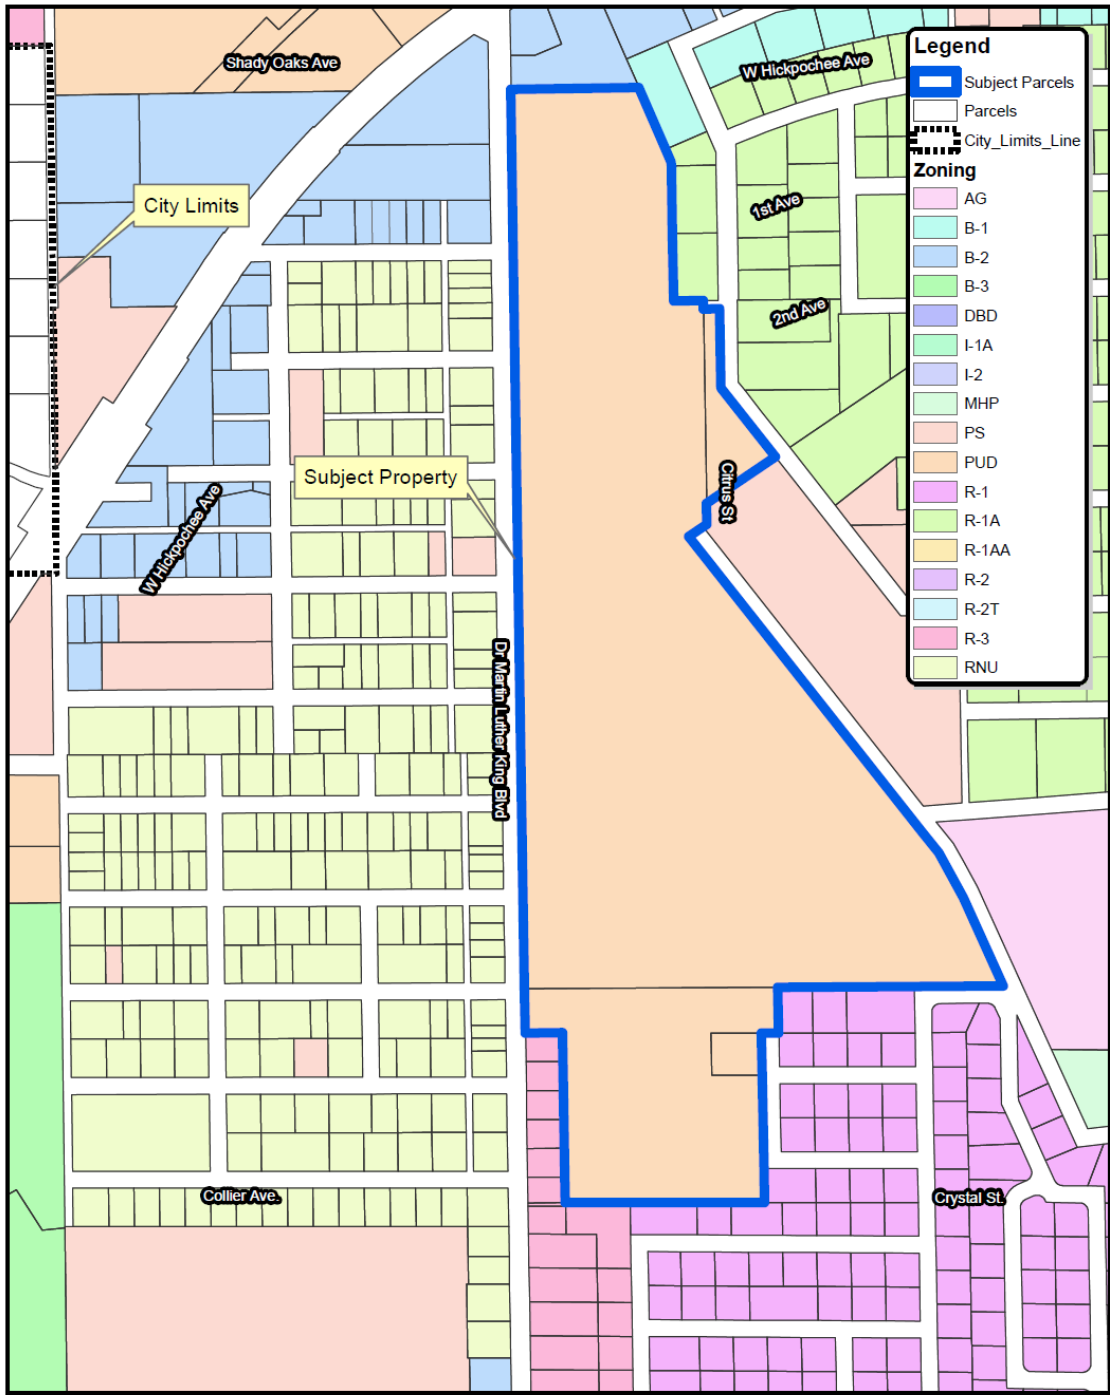 Shady Oaks Ave
W Hickpochee Ave
Legend
Subject Parcels
Parcels
City_Limits_Line
Zoning
AG
B-1
B-2
B-3
DBD
I-1A
I-2
MHP
PS
PUD
R-1
R-1A
R-1AA
R-2
R-2T
R-3
RNU
City Limits
1st Ave
2nd Ave
Subject Property
Citrus St
W Hickpochee Ave
Dr Martin Luther King Blvd
Collier Ave.
Crystal St.